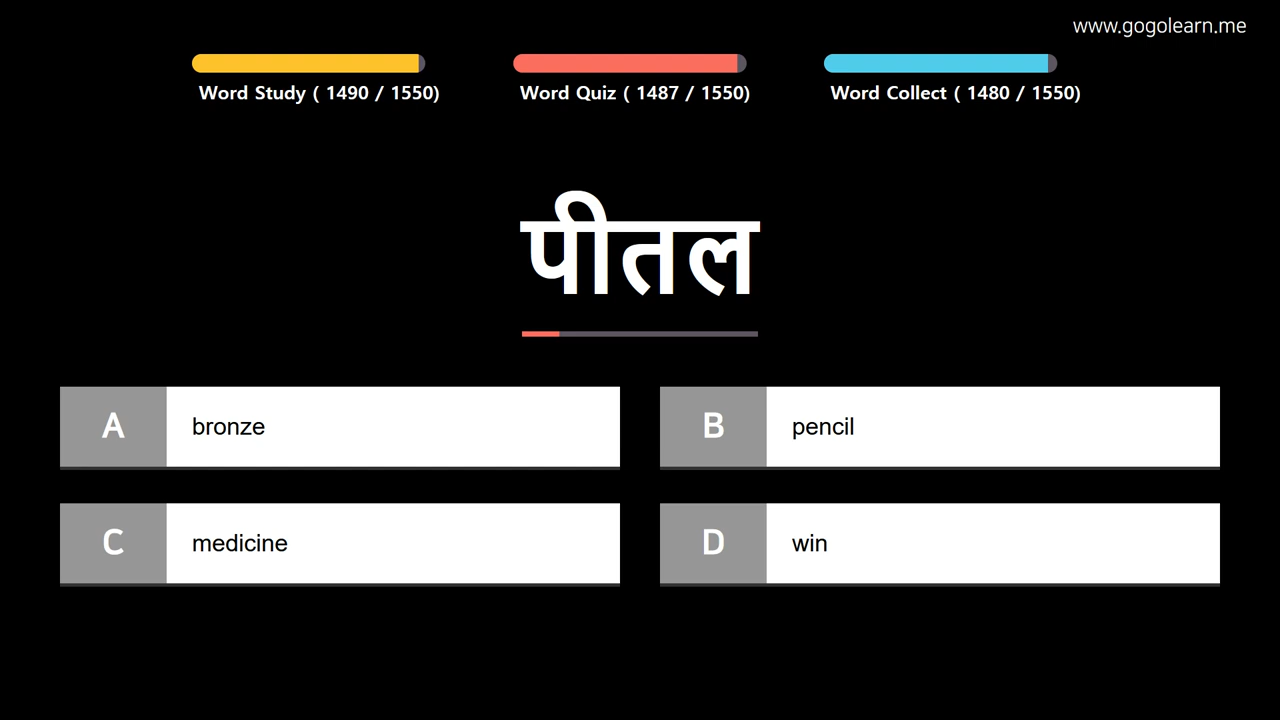 www.gogolearn.me
Word Study ( 1490 / 1550)
Word Quiz ( 1487 / 1550)
Word Collect ( 1480 / 1550)
पीतल
A bronze
B pencil
C medicine
D win